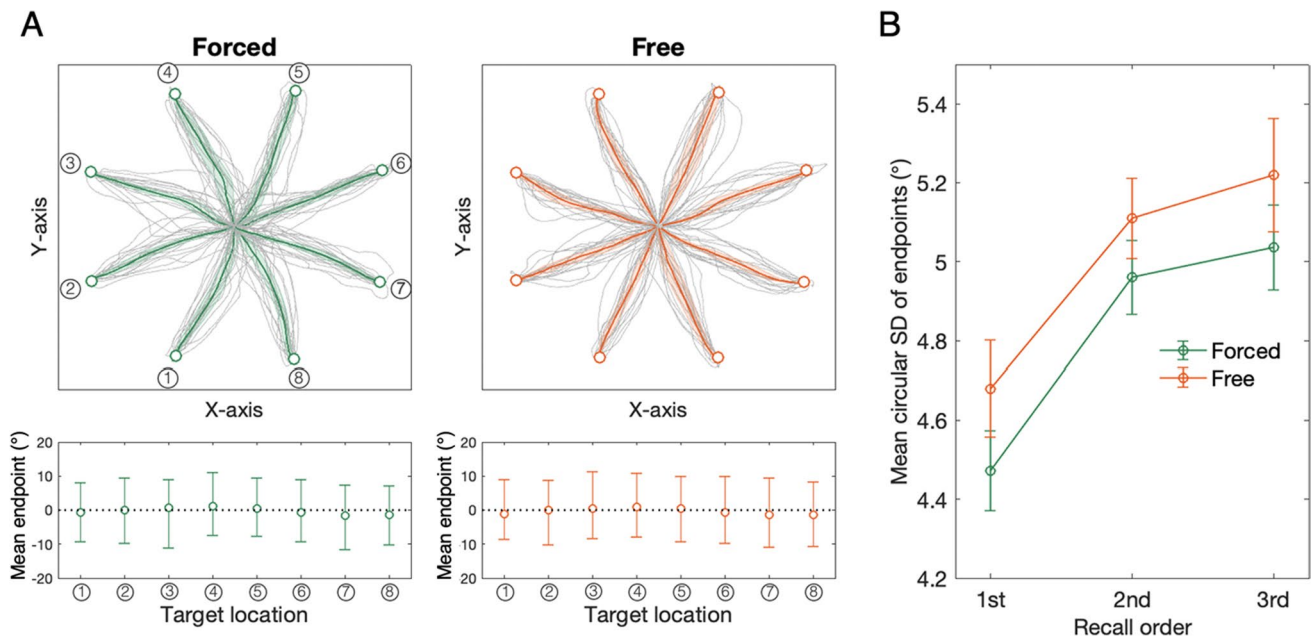 A
Forced
④
⑤
③
⑥
②
⑦
①
⑧
Y-axis
X-axis
Free
Y-axis
X-axis
Mean endpoint (°)
20
10
0
-10
-20
① ② ③ ④ ⑤ ⑥ ⑦ ⑧
Target location
Mean endpoint (°)
20
10
0
-10
-20
① ② ③ ④ ⑤ ⑥ ⑦ ⑧
Target location
B
Mean circular SD of endpoints (°)
5.4
5.2
5
4.8
4.6
4.4
4.2
Forced
Free
1st 2nd 3rd
Recall order